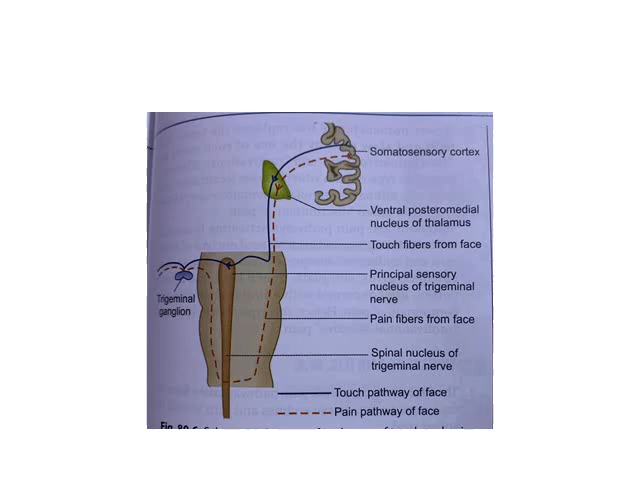 Somatosensory cortex
Ventral posteromedial
nucleus of thalamus
Touch fibers from face
Principal sensory
nucleus of trigeminal
nerve
Trigeminal
ganglion
Pain fibers from face
Spinal nucleus of
trigeminal nerve
Touch pathway of face
Pain pathway of face